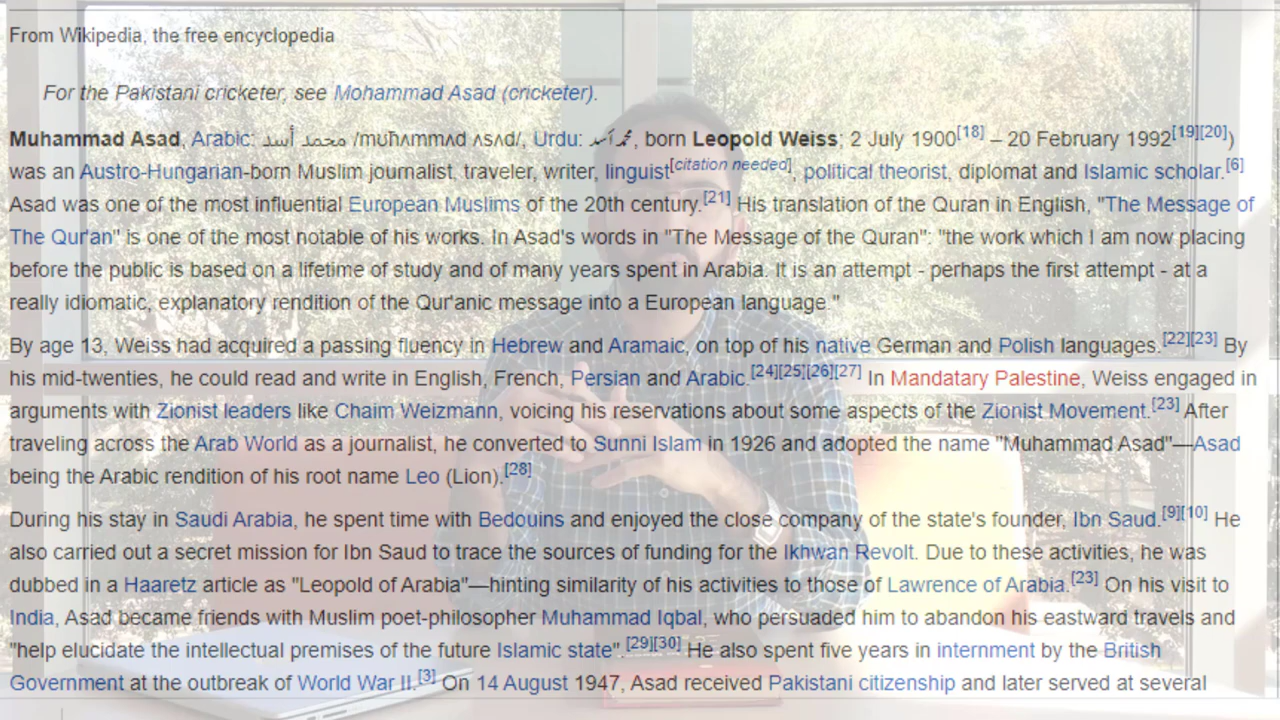 From Wikipedia, the free encyclopedia
For the Pakistani cricketer, see Mohammad Asad (cricketer).
Muhammad Asad, Arabic: محمد أسد /mʊħʌmmʌd ʌsʌd/, Urdu: محمد أسد, born Leopold Weiss; 2 July 1900[18] – 20 February 1992[19][20])
was an Austro-Hungarian-born Muslim journalist, traveler, writer, linguist[citation needed], political theorist, diplomat and Islamic scholar.[6]
Asad was one of the most influential European Muslims of the 20th century.[21] His translation of the Quran in English, "The Message of
The Qur'an" is one of the most notable of his works. In Asad's words in "The Message of the Quran": "the work which I am now placing
before the public is based on a lifetime of study and of many years spent in Arabia. It is an attempt - perhaps the first attempt - at a
really idiomatic, explanatory rendition of the Qur'anic message into a European language."
By age 13, Weiss had acquired a passing fluency in Hebrew and Aramaic, on top of his native German and Polish languages.[22][23] By
his mid-twenties, he could read and write in English, French, Persian and Arabic.[24][25][26][27] In Mandatary Palestine, Weiss engaged in
arguments with Zionist leaders like Chaim Weizmann, voicing his reservations about some aspects of the Zionist Movement.[23] After
traveling across the Arab World as a journalist, he converted to Sunni Islam in 1926 and adopted the name "Muhammad Asad"—Asad
being the Arabic rendition of his root name Leo (Lion).[28]
During his stay in Saudi Arabia, he spent time with Bedouins and enjoyed the close company of the state's founder, Ibn Saud.[9][10] He
also carried out a secret mission for Ibn Saud to trace the sources of funding for the Ikhwan Revolt. Due to these activities, he was
dubbed in a Haaretz article as "Leopold of Arabia"—hinting similarity of his activities to those of Lawrence of Arabia.[23] On his visit to
India, Asad became friends with Muslim poet-philosopher Muhammad Iqbal, who persuaded him to abandon his eastward travels and
"help elucidate the intellectual premises of the future Islamic state".[29][30] He also spent five years in internment by the British
Government at the outbreak of World War II.[3] On 14 August 1947, Asad received Pakistani citizenship and later served at several